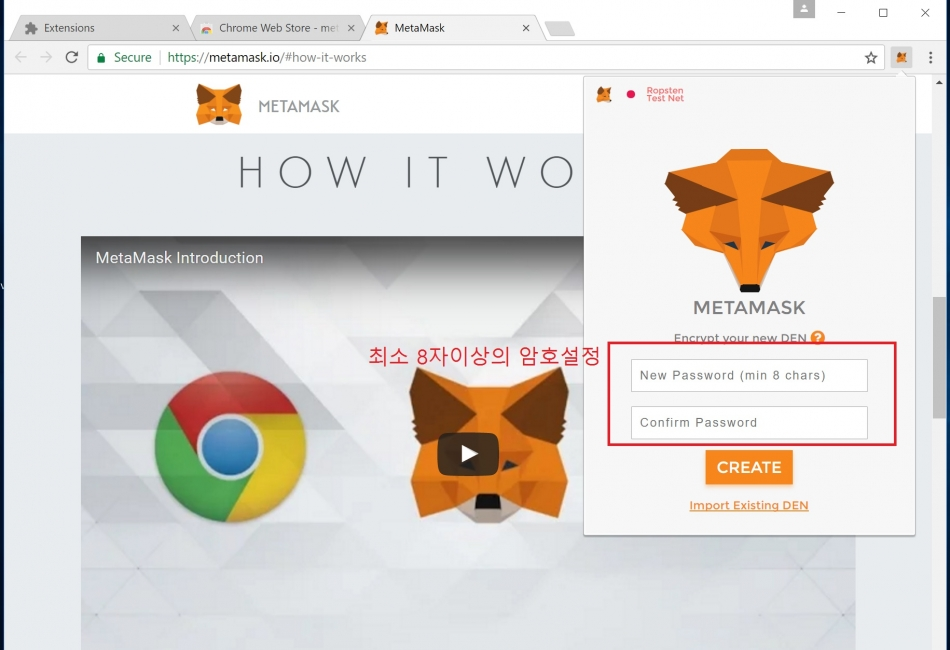 Extensions
Chrome Web Store - met
MetaMask
Secure
https://metamask.io/#how-it-works
METAMASK
HOW IT WO
MetaMask Introduction
최소 8자이상의 암호설정
Ropsten
Test Net
METAMASK
Encrypt your new DEN ?
New Password (min 8 chars)
Confirm Password
CREATE
Import Existing DEN